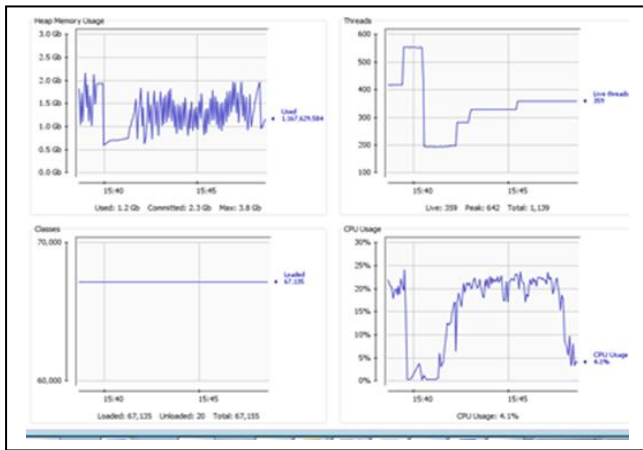 Heap Memory Usage
3.0 Gb
2.5 Gb
2.0 Gb
1.5 Gb
1.0 Gb
0.5 Gb
0.0 Gb
Used
1,167,629,584
15:40 15:45
Used: 1.2 Gb Committed: 2.3 Gb Max: 3.8 Gb
Threads
600
500
400
300
200
100
Live threads
359
15:40 15:45
Live: 359 Peak: 642 Total: 1,139
Classes
70,000
60,000
Loaded
67,135
15:40 15:45
Loaded: 67,135 Unloaded: 20 Total: 67,155
CPU Usage
30%
25%
20%
15%
10%
5%
0%
CPU Usage
4.1%
15:40 15:45
CPU Usage: 4.1%